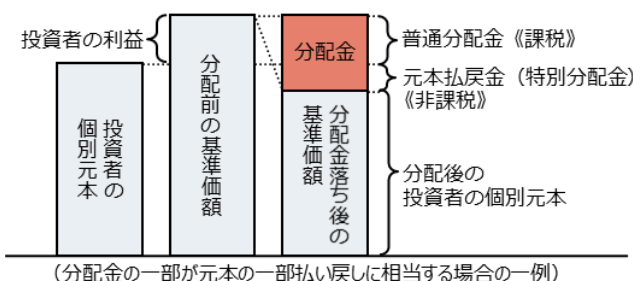 投資者の利益
投資者の
個別元本
分配前の基準価額
分配金
分配金落ち後の
基準価額
普通分配金《課税》
元本払戻金（特別分配金）
《非課税》
分配後の
投資者の個別元本
（分配金の一部が元本の一部払い戻しに相当する場合の一例）